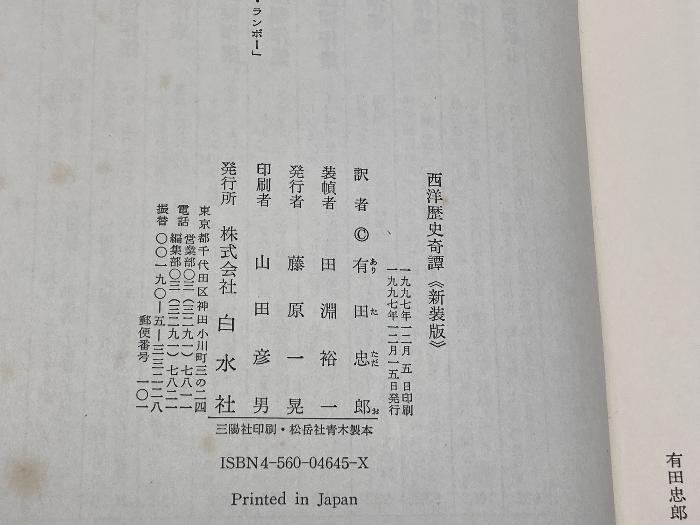 ・ランボー」
西洋歴史奇譚《新装版》
一九九七年一二月 五 日印刷
一九九七年一二月一五日発行
訳 者 © 有 田 忠 郎
あり た ただ お
装幀者 田 淵 裕 一
発行者 藤 原 一 晃
印刷者 山 田 彦 男
発行所 株式会社 白 水 社
東京都千代田区神田小川町三の二四
電話 営業部〇三（三二九一）七八一一
編集部〇三（三二九一）七八二一
振替 〇〇一九〇―五―三三二二八
郵便番号 一〇一
三陽社印刷・松岳社青木製本
ISBN4-560-04645-X
Printed in Japan
有田忠郎